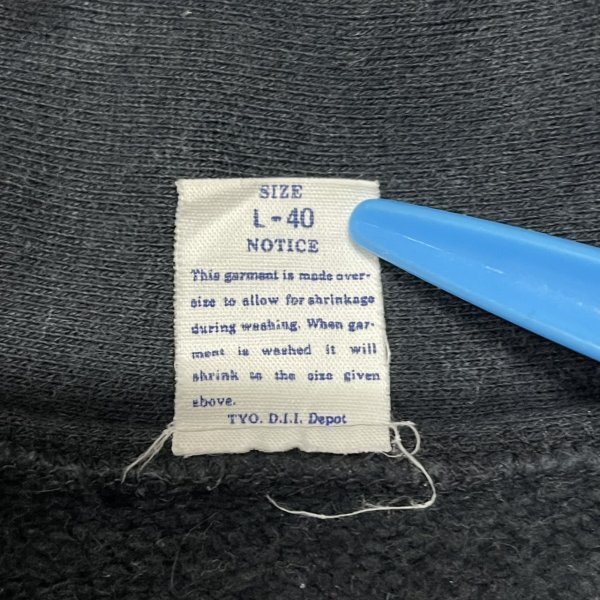 SIZE
L-40
NOTICE
This garment is made over-
size to allow for shrinkage
during washing. When gar-
ment is washed it will
shrink to the size given
above.
TYO. D.I.I. Depot